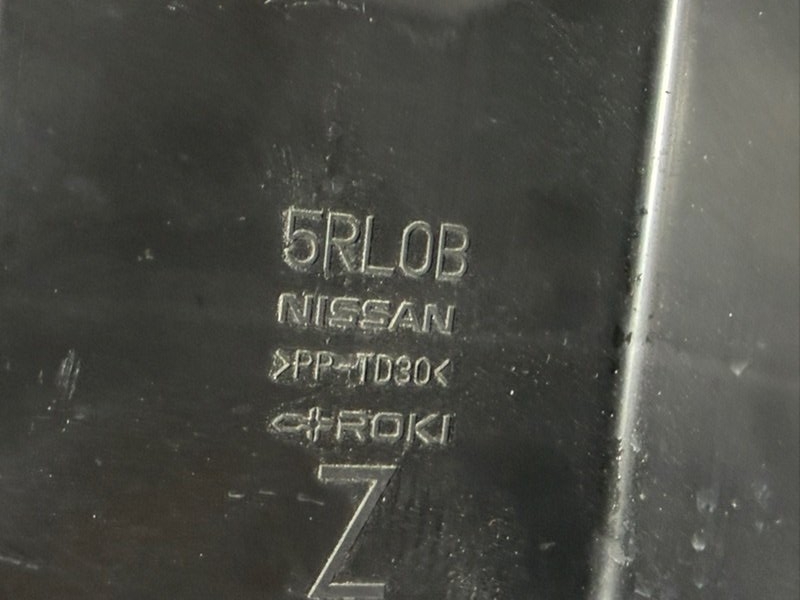 5RL0B
NISSAN
>PP-TD30<
ROKI
Z